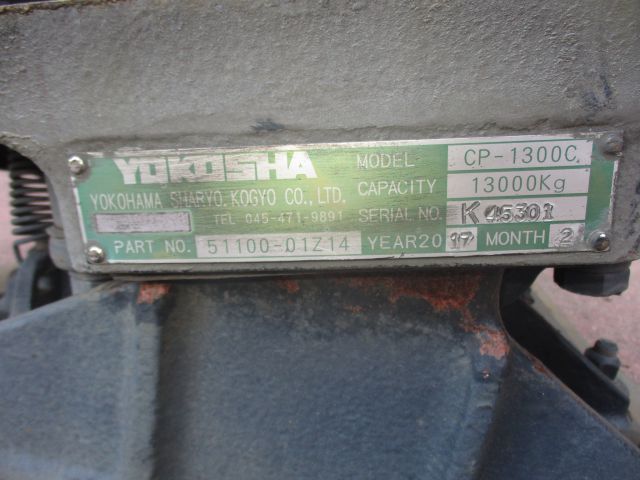 YOKOSHA
YOKOHAMA SHARYO, KOGYO CO., LTD.
TEL 045-471-9891
PART NO. 51100-01Z14
MODEL CP-1300C
CAPACITY 13000Kg
SERIAL NO. K 45301
YEAR20 17 MONTH 2